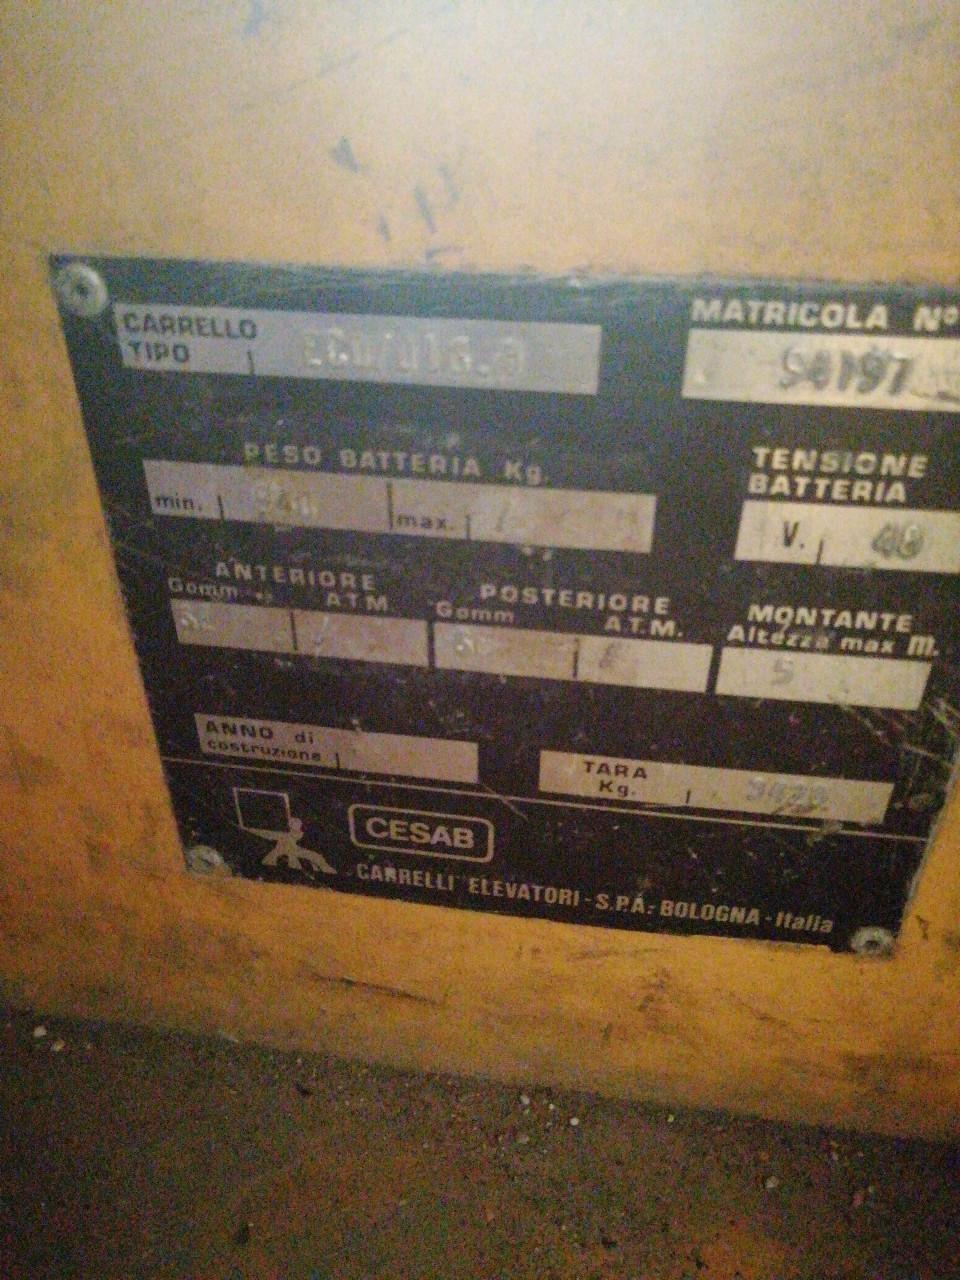 CARRELLO
TIPO
MATRICOLA Nº
PESO BATTERIA Kg.
min.
max.
TENSIONE
BATTERIA
V. 48
ANTERIORE
Gomm
A.T.M.
POSTERIORE
Gomm
A.T.M.
MONTANTE
Altezza max m.
5
ANNO di
costruzione
TARA
Kg.
CESAB
CARRELLI ELEVATORI - S.P.A. - BOLOGNA - Italia